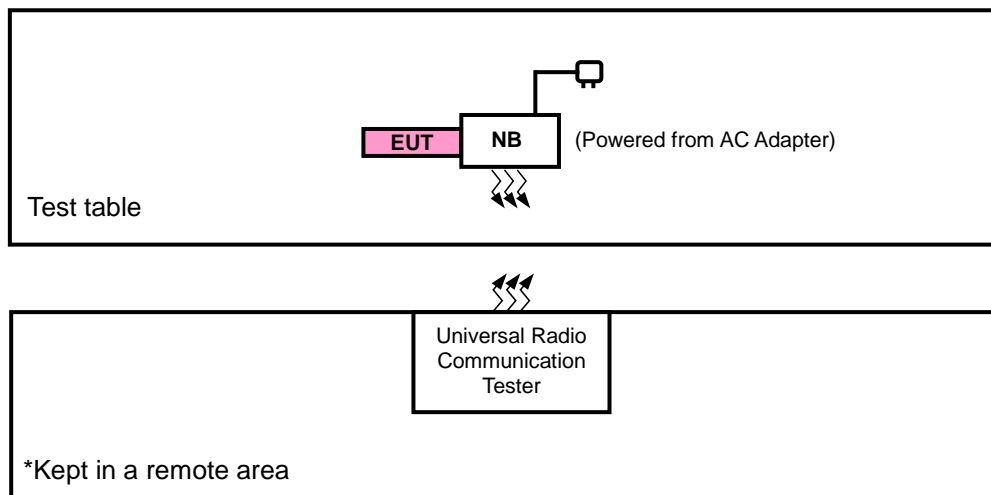 EUT
NB
(Powered from AC Adapter)
Test table
Universal Radio
Communication
Tester
*Kept in a remote area